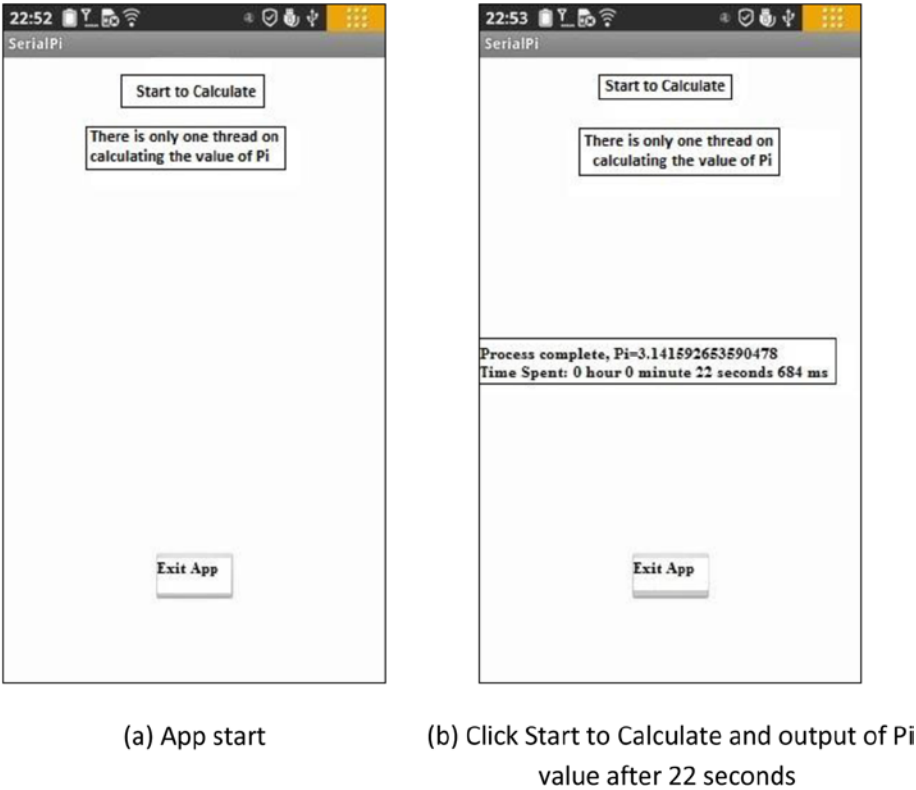 22:52
SerialPi
Start to Calculate
There is only one thread on
calculating the value of Pi
Exit App
(a) App start
22:53
SerialPi
Start to Calculate
There is only one thread on
calculating the value of Pi
Process complete, Pi=3.141592653590478
Time Spent: 0 hour 0 minute 22 seconds 684 ms
Exit App
(b) Click Start to Calculate and output of Pi
value after 22 seconds